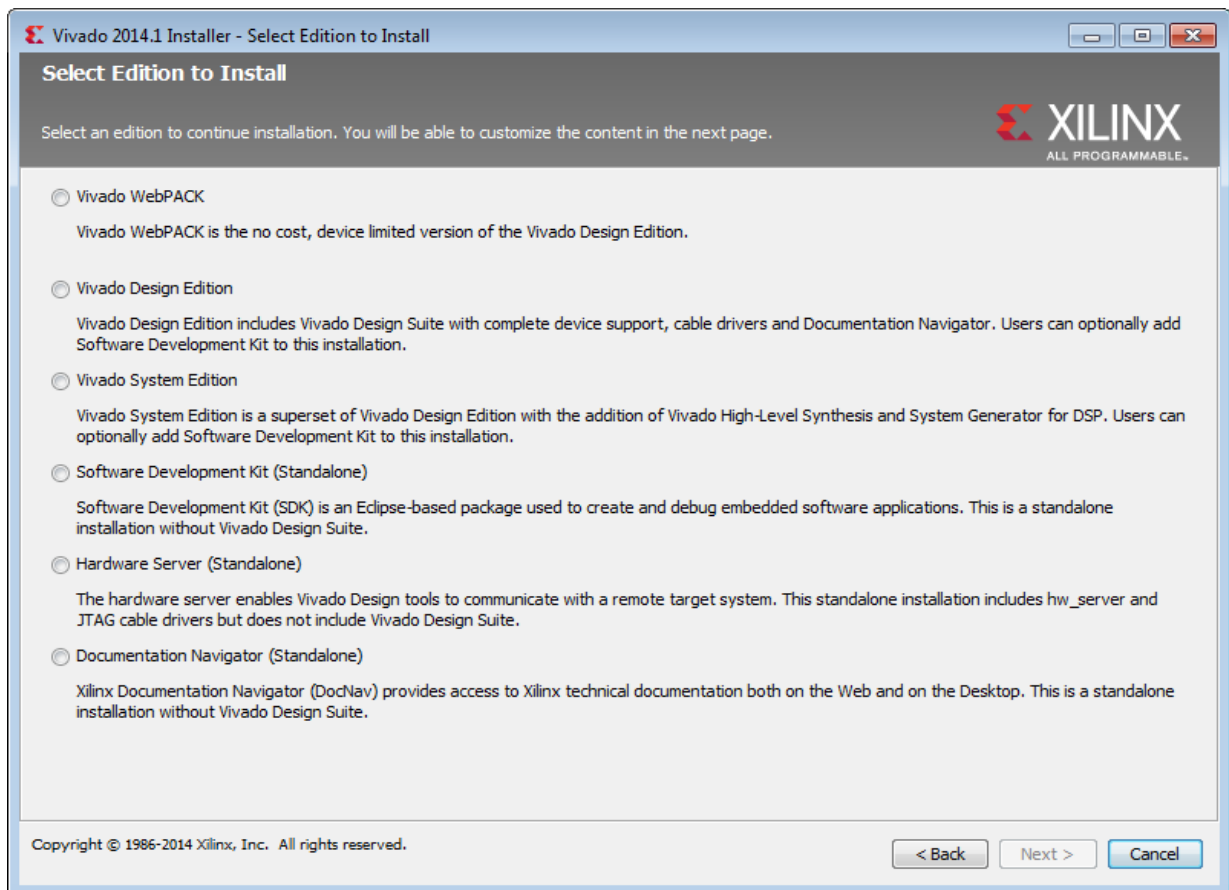 Vivado 2014.1 Installer - Select Edition to Install
Select Edition to Install
Select an edition to continue installation. You will be able to customize the content in the next page.
XILINX
ALL PROGRAMMABLE™
Vivado WebPACK
Vivado WebPACK is the no cost, device limited version of the Vivado Design Edition.
Vivado Design Edition
Vivado Design Edition includes Vivado Design Suite with complete device support, cable drivers and Documentation Navigator. Users can optionally add
Software Development Kit to this installation.
Vivado System Edition
Vivado System Edition is a superset of Vivado Design Edition with the addition of Vivado High-Level Synthesis and System Generator for DSP. Users can
optionally add Software Development Kit to this installation.
Software Development Kit (Standalone)
Software Development Kit (SDK) is an Eclipse-based package used to create and debug embedded software applications. This is a standalone
installation without Vivado Design Suite.
Hardware Server (Standalone)
The hardware server enables Vivado Design tools to communicate with a remote target system. This standalone installation includes hw_server and
JTAG cable drivers but does not include Vivado Design Suite.
Documentation Navigator (Standalone)
Xilinx Documentation Navigator (DocNav) provides access to Xilinx technical documentation both on the Web and on the Desktop. This is a standalone
installation without Vivado Design Suite.
Copyright © 1986-2014 Xilinx, Inc. All rights reserved.
< Back Next > Cancel